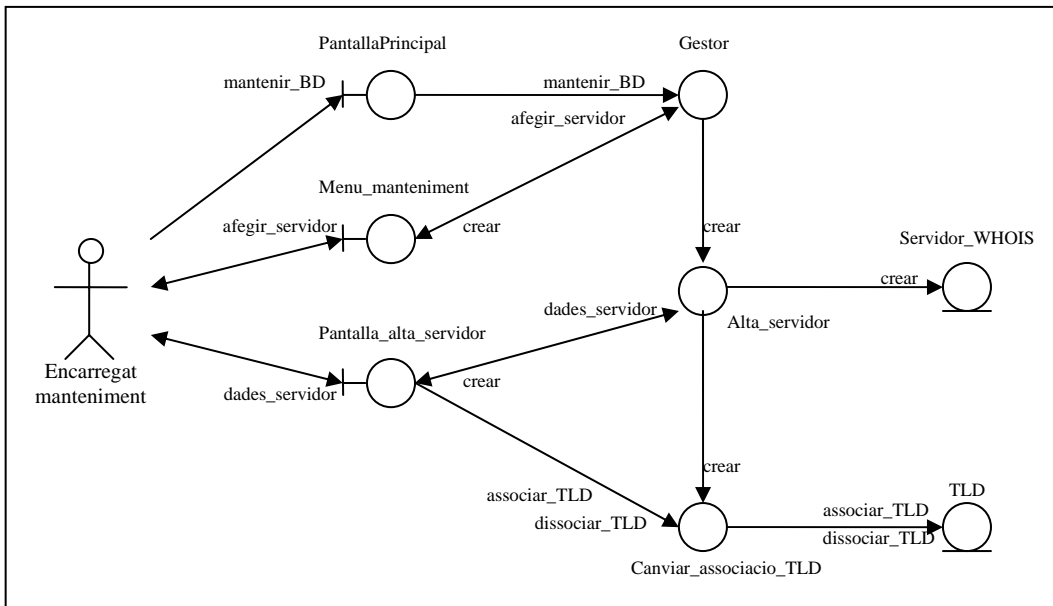 PantallaPrincipal
Gestor
mantenir_BD
mantenir_BD
afegir_servidor
Menu_manteniment
afegir_servidor
crear
crear
Servidor_WHOIS
crear
dades_servidor
Alta_servidor
Pantalla_alta_servidor
Encarregat
manteniment
dades_servidor
crear
crear
associar_TLD
dissociar_TLD
TLD
associar_TLD
dissociar_TLD
Canviar_associacio_TLD